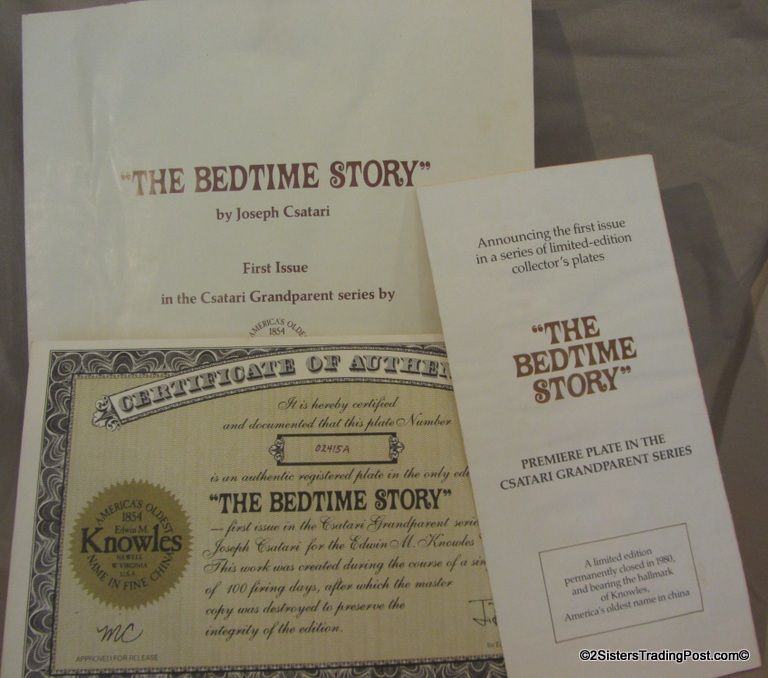 "THE BEDTIME STORY"
by Joseph Csatari
First Issue
in the Csatari Grandparent series by
AMERICA'S OLDE
1854
CERTIFICATE OF AUTHEN
It is hereby certified
and documented that this plate Number
02415A
is an authentic registered plate in the only edi
"THE BEDTIME STORY"
— first issue in the Csatari Grandparent serie
Joseph Csatari for the Edwin M. Knowles
This work was created during the course of a sin
of 100 firing days, after which the master
copy was destroyed to preserve the
integrity of the edition.
AMERICA'S OLDEST
1854
Edwin M.
Knowles
NEWELL
W VIRGINIA
U.S.A.
NAME IN FINE CHINA
MC
APPROVED FOR RELEASE
Announcing the first issue
in a series of limited-edition
collector's plates
"THE
BEDTIME
STORY"
PREMIERE PLATE IN THE
CSATARI GRANDPARENT SERIES
A limited edition
permanently closed in 1980,
and bearing the hallmark
of Knowles,
America's oldest name in china
©2SistersTradingPost.com©